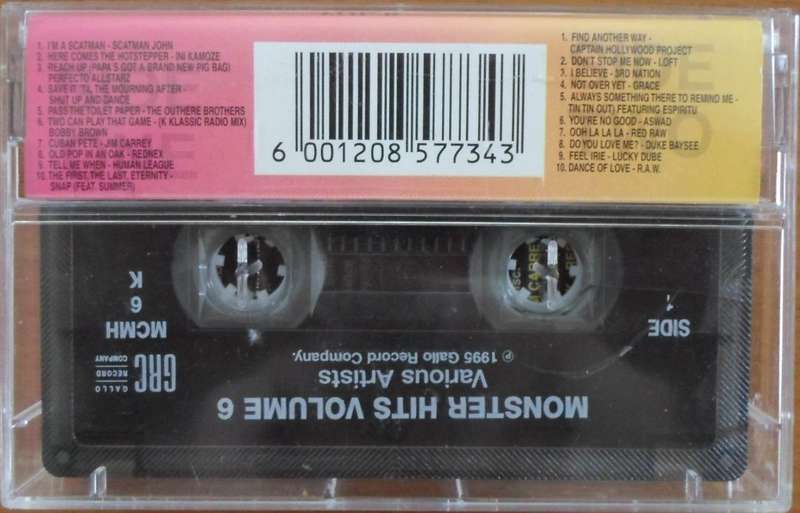 1. I'M A SCATMAN - SCATMAN JOHN
2. HERE COMES THE HOTSTEPPER - INI KAMOZE
3. REACH UP (PAPA'S GOT A BRAND NEW PIG BAG)
PERFECTO ALLSTARZ
4. SAVE IT 'TIL THE MOURNING AFTER -
SHUT UP AND DANCE
5. PASS THE TOILET PAPER - THE OUTHERE BROTHERS
6. TWO CAN PLAY THAT GAME - (K KLASSIC RADIO MIX)
BOBBY BROWN
7. CUBAN PETE - JIM CARREY
8. OLD POP IN AN OAK - REDNEX
9. TELL ME WHEN - HUMAN LEAGUE
10. THE FIRST, THE LAST, ETERNITY -
SNAP (FEAT. SUMMER)
6 001208 577343
1. FIND ANOTHER WAY -
CAPTAIN HOLLYWOOD PROJECT
2. DON'T STOP ME NOW - LOFT
3. I BELIEVE - 3RD NATION
4. NOT OVER YET - GRACE
5. ALWAYS SOMETHING THERE TO REMIND ME -
TIN TIN OUT) FEATURING ESPIRITU
6. YOU'RE NO GOOD - ASWAD
7. OOH LA LA LA - RED RAW
8. DO YOU LOVE ME? - DUKE BAYSEE
9. FEEL IRIE - LUCKY DUBE
10. DANCE OF LOVE - R.A.W.
MONSTER HITS VOLUME 6
Various Artists
℗ 1995 Gallo Record Company.
SIDE
1
GRC
GALLO
RECORD
COMPANY
MCMH
6
K